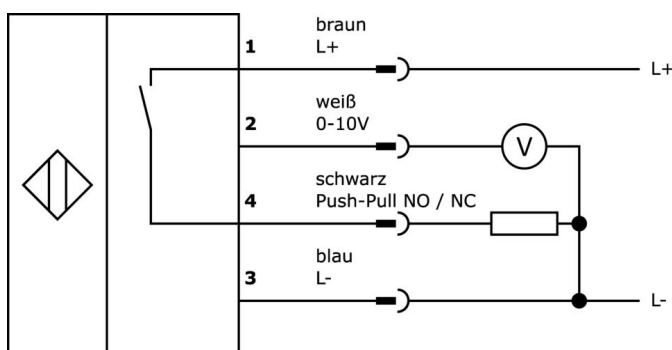 braun
1
L+
L+
weiß
2
0-10V
V
schwarz
4
Push-Pull NO / NC
blau
3
L-
L-